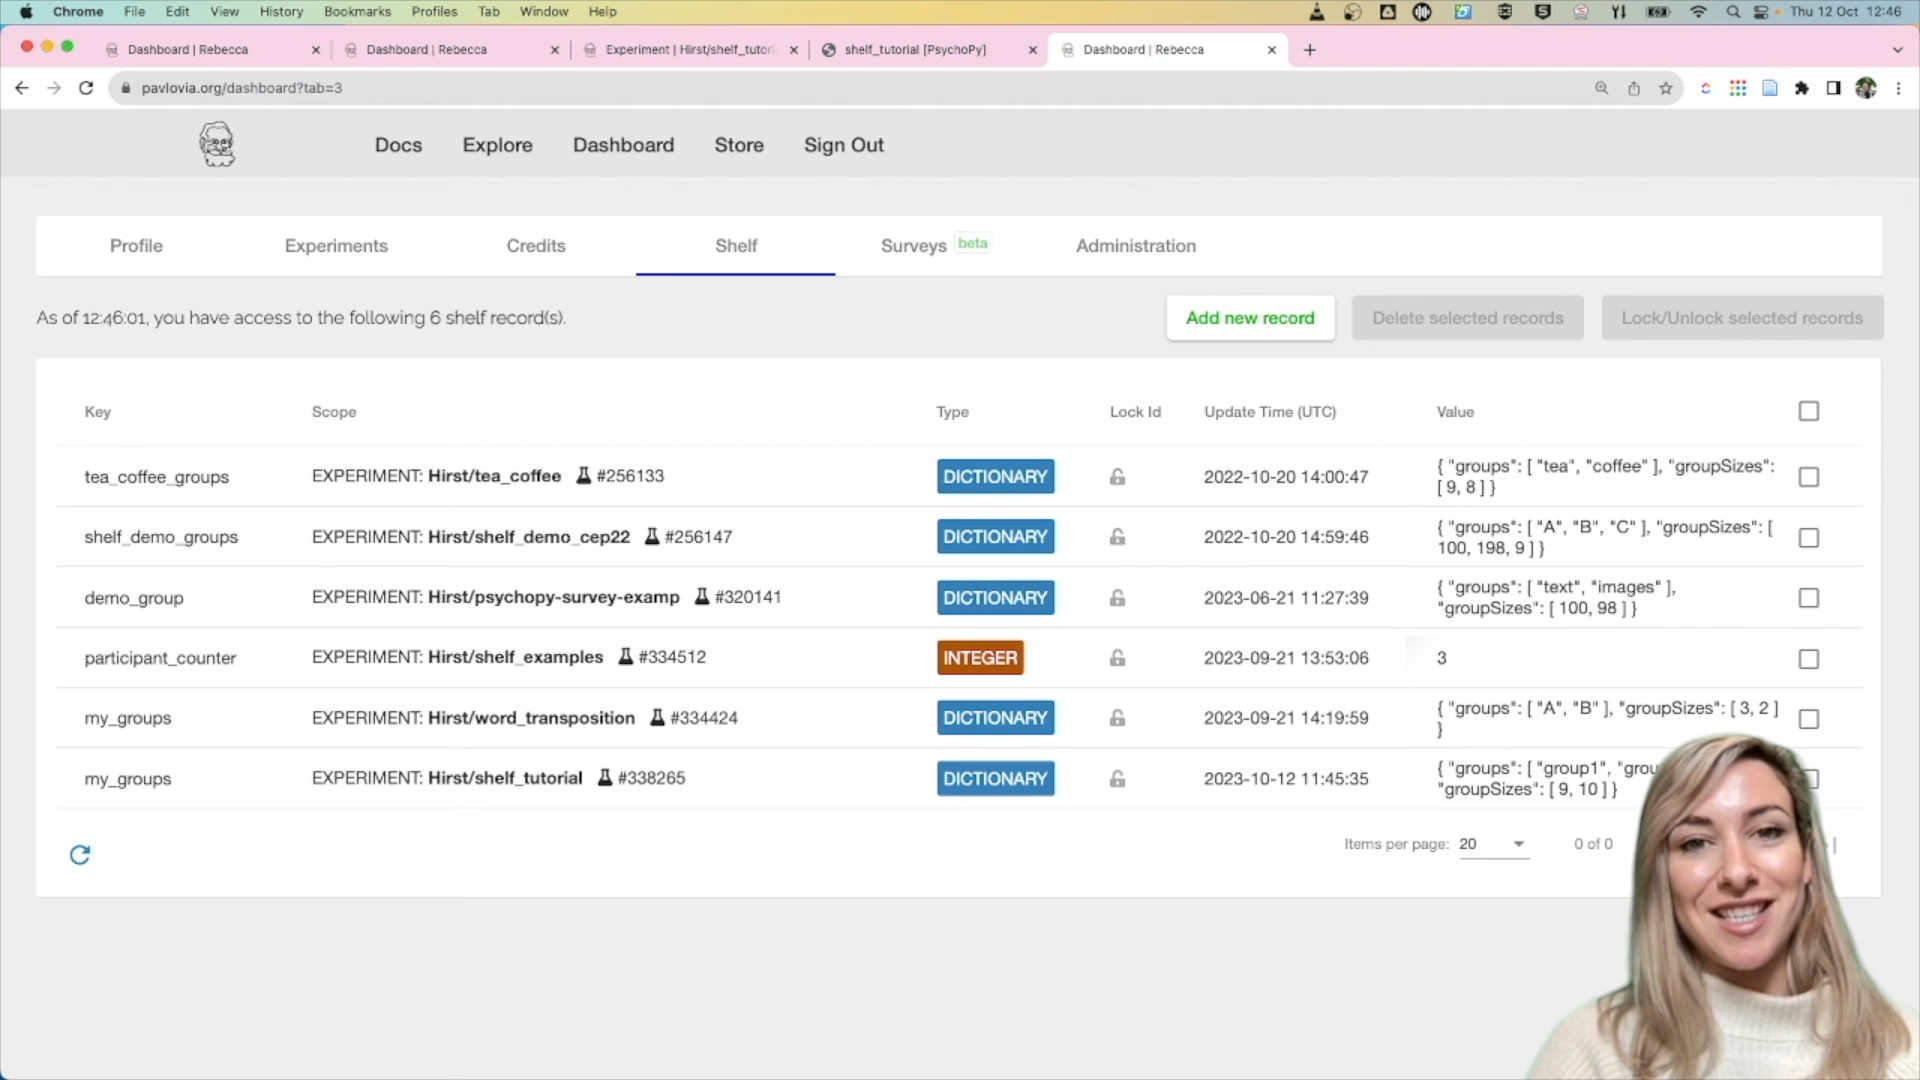 Chrome File Edit View History Bookmarks Profiles Tab Window Help Thu 12 Oct 12:46
Dashboard | Rebecca Dashboard | Rebecca Experiment | Hirst/shelf_tutori shelf_tutorial [PsychoPy] Dashboard | Rebecca
pavlovia.org/dashboard?tab=3
Docs Explore Dashboard Store Sign Out
Profile Experiments Credits Shelf Surveys beta Administration
As of 12:46:01, you have access to the following 6 shelf record(s). Add new record Delete selected records Lock/Unlock selected records
Key Scope Type Lock Id Update Time (UTC) Value
tea_coffee_groups EXPERIMENT: Hirst/tea_coffee #256133 DICTIONARY 2022-10-20 14:00:47 { "groups": [ "tea", "coffee" ], "groupSizes":
[ 9, 8 ] }
shelf_demo_groups EXPERIMENT: Hirst/shelf_demo_cep22 #256147 DICTIONARY 2022-10-20 14:59:46 { "groups": [ "A", "B", "C" ], "groupSizes": [
100, 198, 9 ] }
demo_group EXPERIMENT: Hirst/psychopy-survey-examp #320141 DICTIONARY 2023-06-21 11:27:39 { "groups": [ "text", "images" ],
"groupSizes": [ 100, 98 ] }
participant_counter EXPERIMENT: Hirst/shelf_examples #334512 INTEGER 2023-09-21 13:53:06 3
my_groups EXPERIMENT: Hirst/word_transposition #334424 DICTIONARY 2023-09-21 14:19:59 { "groups": [ "A", "B" ], "groupSizes": [ 3, 2 ]
}
my_groups EXPERIMENT: Hirst/shelf_tutorial #338265 DICTIONARY 2023-10-12 11:45:35 { "groups": [ "group1", "grou
"groupSizes": [ 9, 10 ] }
Items per page: 20 0 of 0